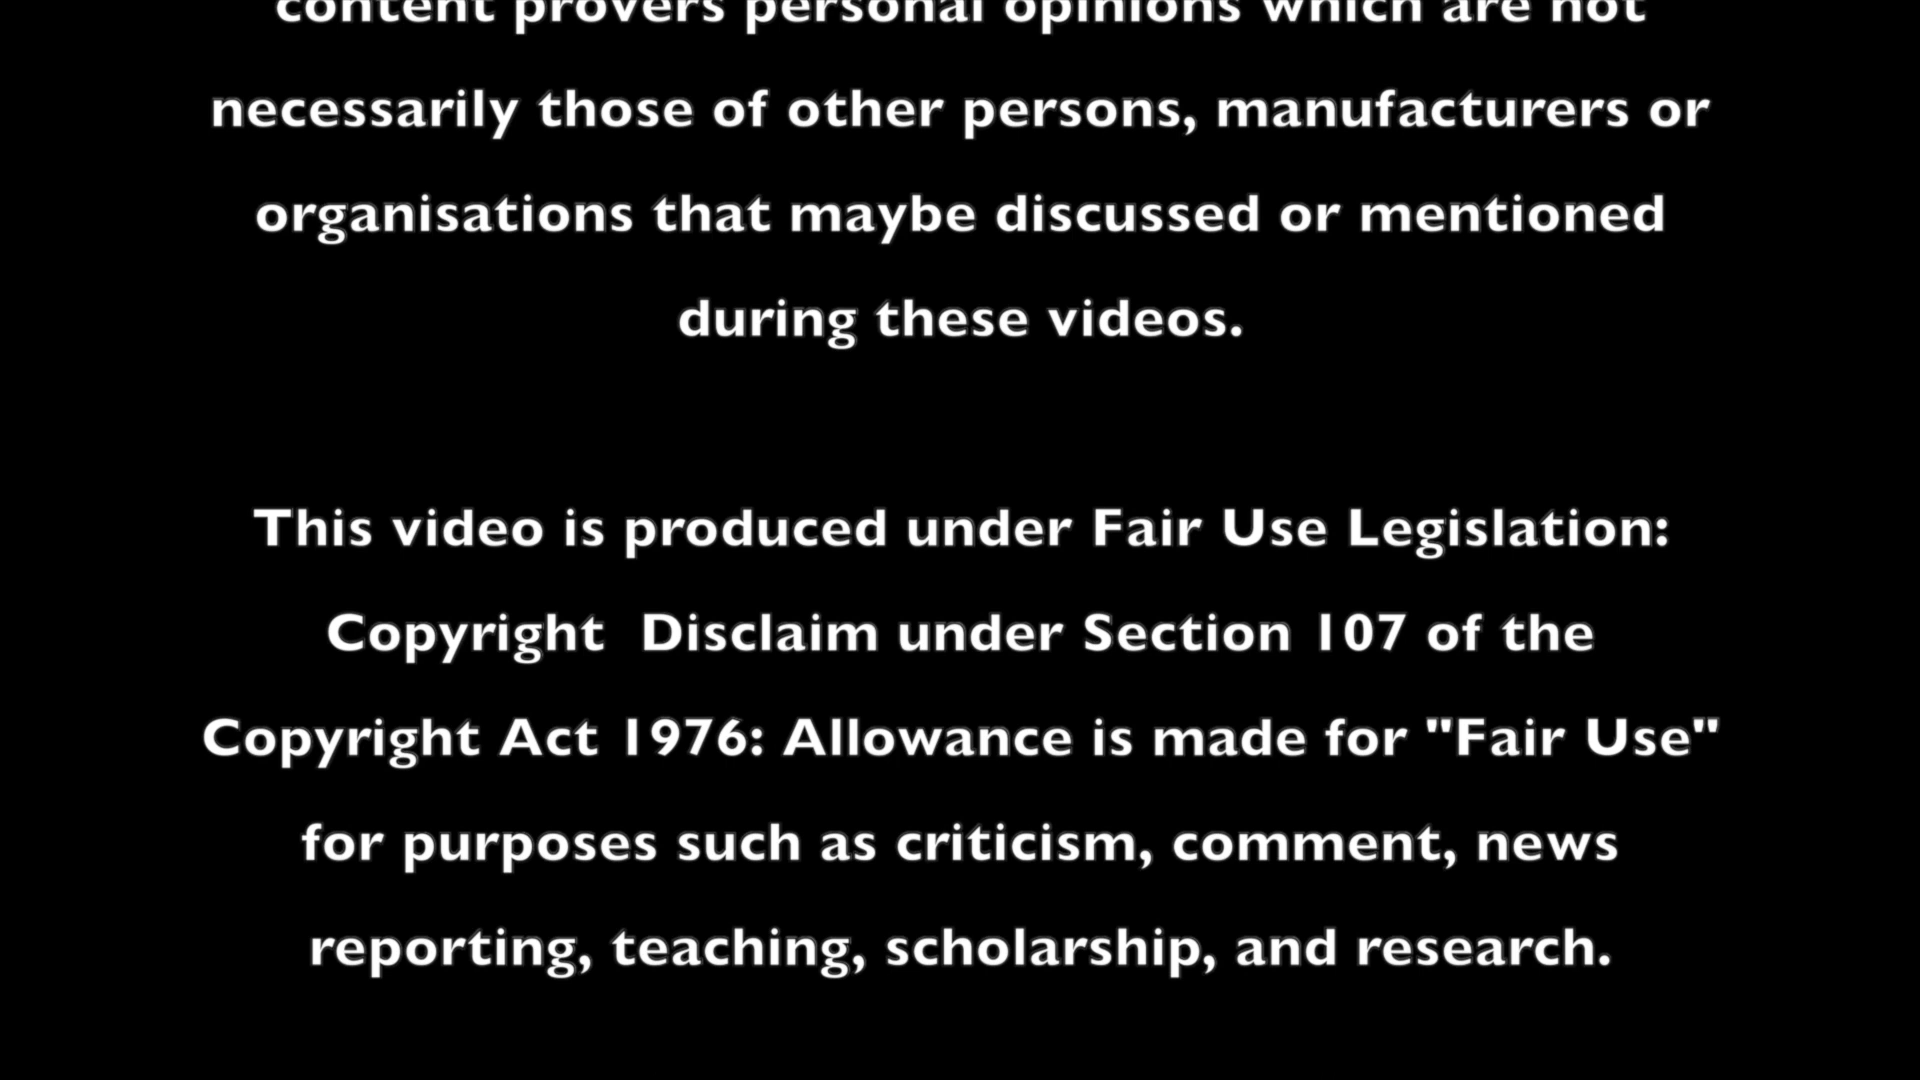 content provers personal opinions which are not
necessarily those of other persons, manufacturers or
organisations that maybe discussed or mentioned
during these videos.
This video is produced under Fair Use Legislation:
Copyright  Disclaim under Section 107 of the
Copyright Act 1976: Allowance is made for "Fair Use"
for purposes such as criticism, comment, news
reporting, teaching, scholarship, and research.